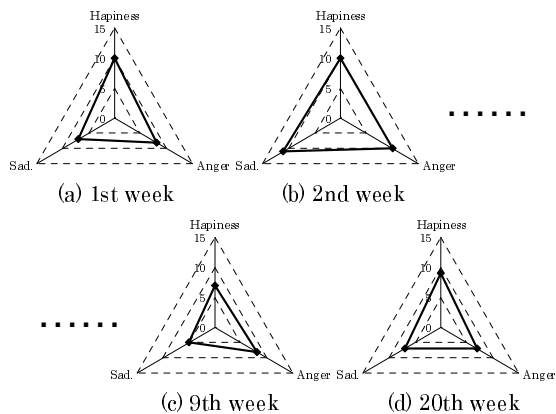 Hapiness
15
10
5
0
Sad. Anger
(a) 1st week
Hapiness
15
10
5
0
Sad. Anger
(b) 2nd week
......
......
Hapiness
15
10
5
0
Sad. Anger
(c) 9th week
Hapiness
15
10
5
0
Sad. Anger
(d) 20th week